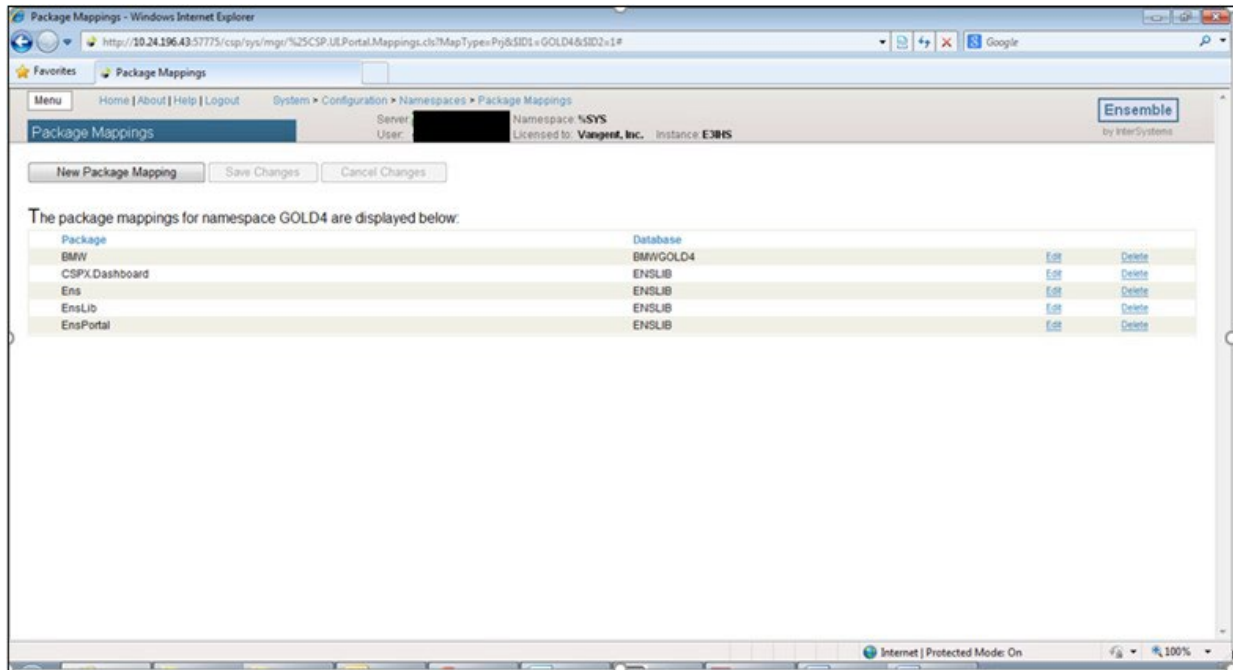 Package Mappings - Windows Internet Explorer
http://10.24.196.43:57775/csp/sys/mgr/%25CSP.UI.Portal.Mappings.cls?MapType=Prj&$ID1=GOLD4&$ID2=1#
Google
Favorites Package Mappings
Menu Home | About | Help | Logout System > Configuration > Namespaces > Package Mappings
Ensemble
by InterSystems
Server: Namespace: %SYS
Package Mappings User: Licensed to: Vangent, Inc. Instance: E3IHS
New Package Mapping Save Changes Cancel Changes
The package mappings for namespace GOLD4 are displayed below:
Package Database
BMW BMWGOLD4 Edit Delete
CSPX.Dashboard ENSLIB Edit Delete
Ens ENSLIB Edit Delete
EnsLib ENSLIB Edit Delete
EnsPortal ENSLIB Edit Delete
Internet | Protected Mode: On 100%